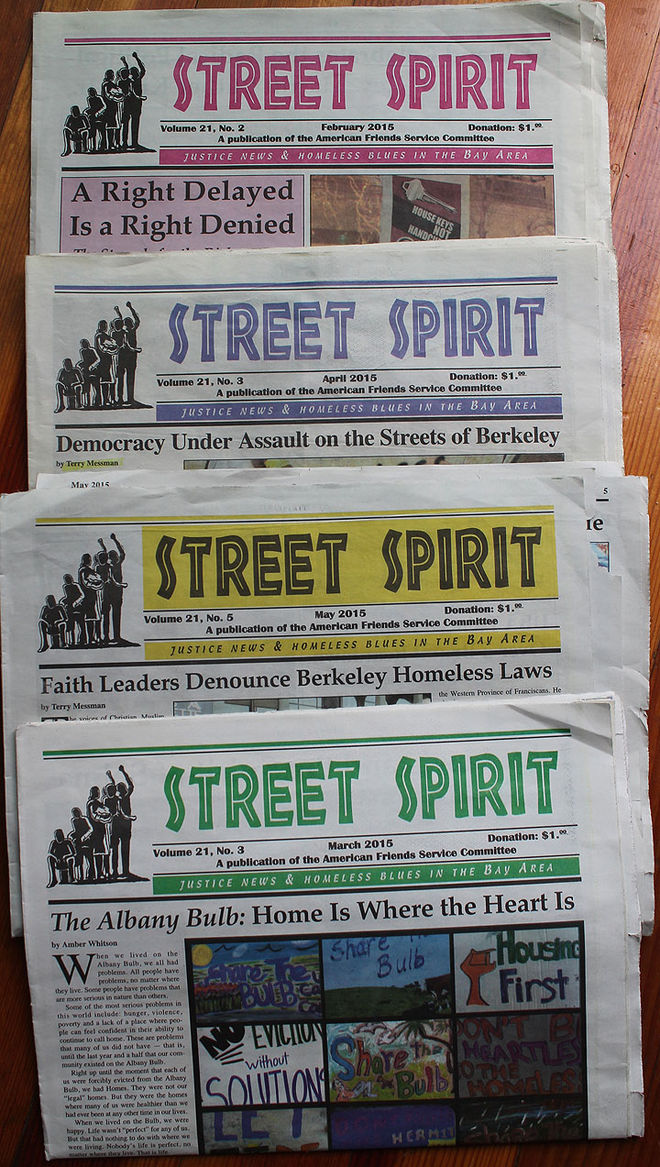 STREET SPIRIT
Volume 21, No. 2 February 2015 Donation: $1.00
A publication of the American Friends Service Committee
JUSTICE NEWS & HOMELESS BLUES IN THE BAY AREA
A Right Delayed
Is a Right Denied
HOUSE KEYS
NOT
STREET SPIRIT
Volume 21, No. 3 April 2015 Donation: $1.00
A publication of the American Friends Service Committee
JUSTICE NEWS & HOMELESS BLUES IN THE BAY AREA
Democracy Under Assault on the Streets of Berkeley
by Terry Messman
May 2015
5
STREET SPIRIT
Volume 21, No. 5 May 2015 Donation: $1.00
A publication of the American Friends Service Committee
JUSTICE NEWS & HOMELESS BLUES IN THE BAY AREA
Faith Leaders Denounce Berkeley Homeless Laws
by Terry Messman
the Western Province of Franciscans. He
The voices of Christian, Muslim,
STREET SPIRIT
Volume 21, No. 3 March 2015 Donation: $1.00
A publication of the American Friends Service Committee
JUSTICE NEWS & HOMELESS BLUES IN THE BAY AREA
The Albany Bulb: Home Is Where the Heart Is
by Amber Whitson
When we lived on the
Albany Bulb, we all had
problems. All people have
problems, no matter where
they live. Some people have problems that
are more serious in nature than others.
Some of the most serious problems in
this world include: hunger, violence,
poverty and a lack of a place where peo-
ple can feel confident in their ability to
continue to call home. These are problems
that many of us did not have — that is,
until the last year and a half that our com-
munity existed on the Albany Bulb.
Right up until the moment that each of
us were forcibly evicted from the Albany
Bulb, we had Homes. They were not our
"legal" homes. But they were the homes
where many of us were healthier than we
had ever been at any other time in our lives.
When we lived on the Bulb, we were
happy. Life wasn't "perfect" for any of us.
But that had nothing to do with where we
were living. Nobody's life is perfect, no
matter where they live. That is life.
Share The
BULB
Share the
Bulb
Housing
First
NO EVICTION
without
SOLUTIONS
Share the
Bulb
DON'T BE
HEARTLESS
LET
HERMIT